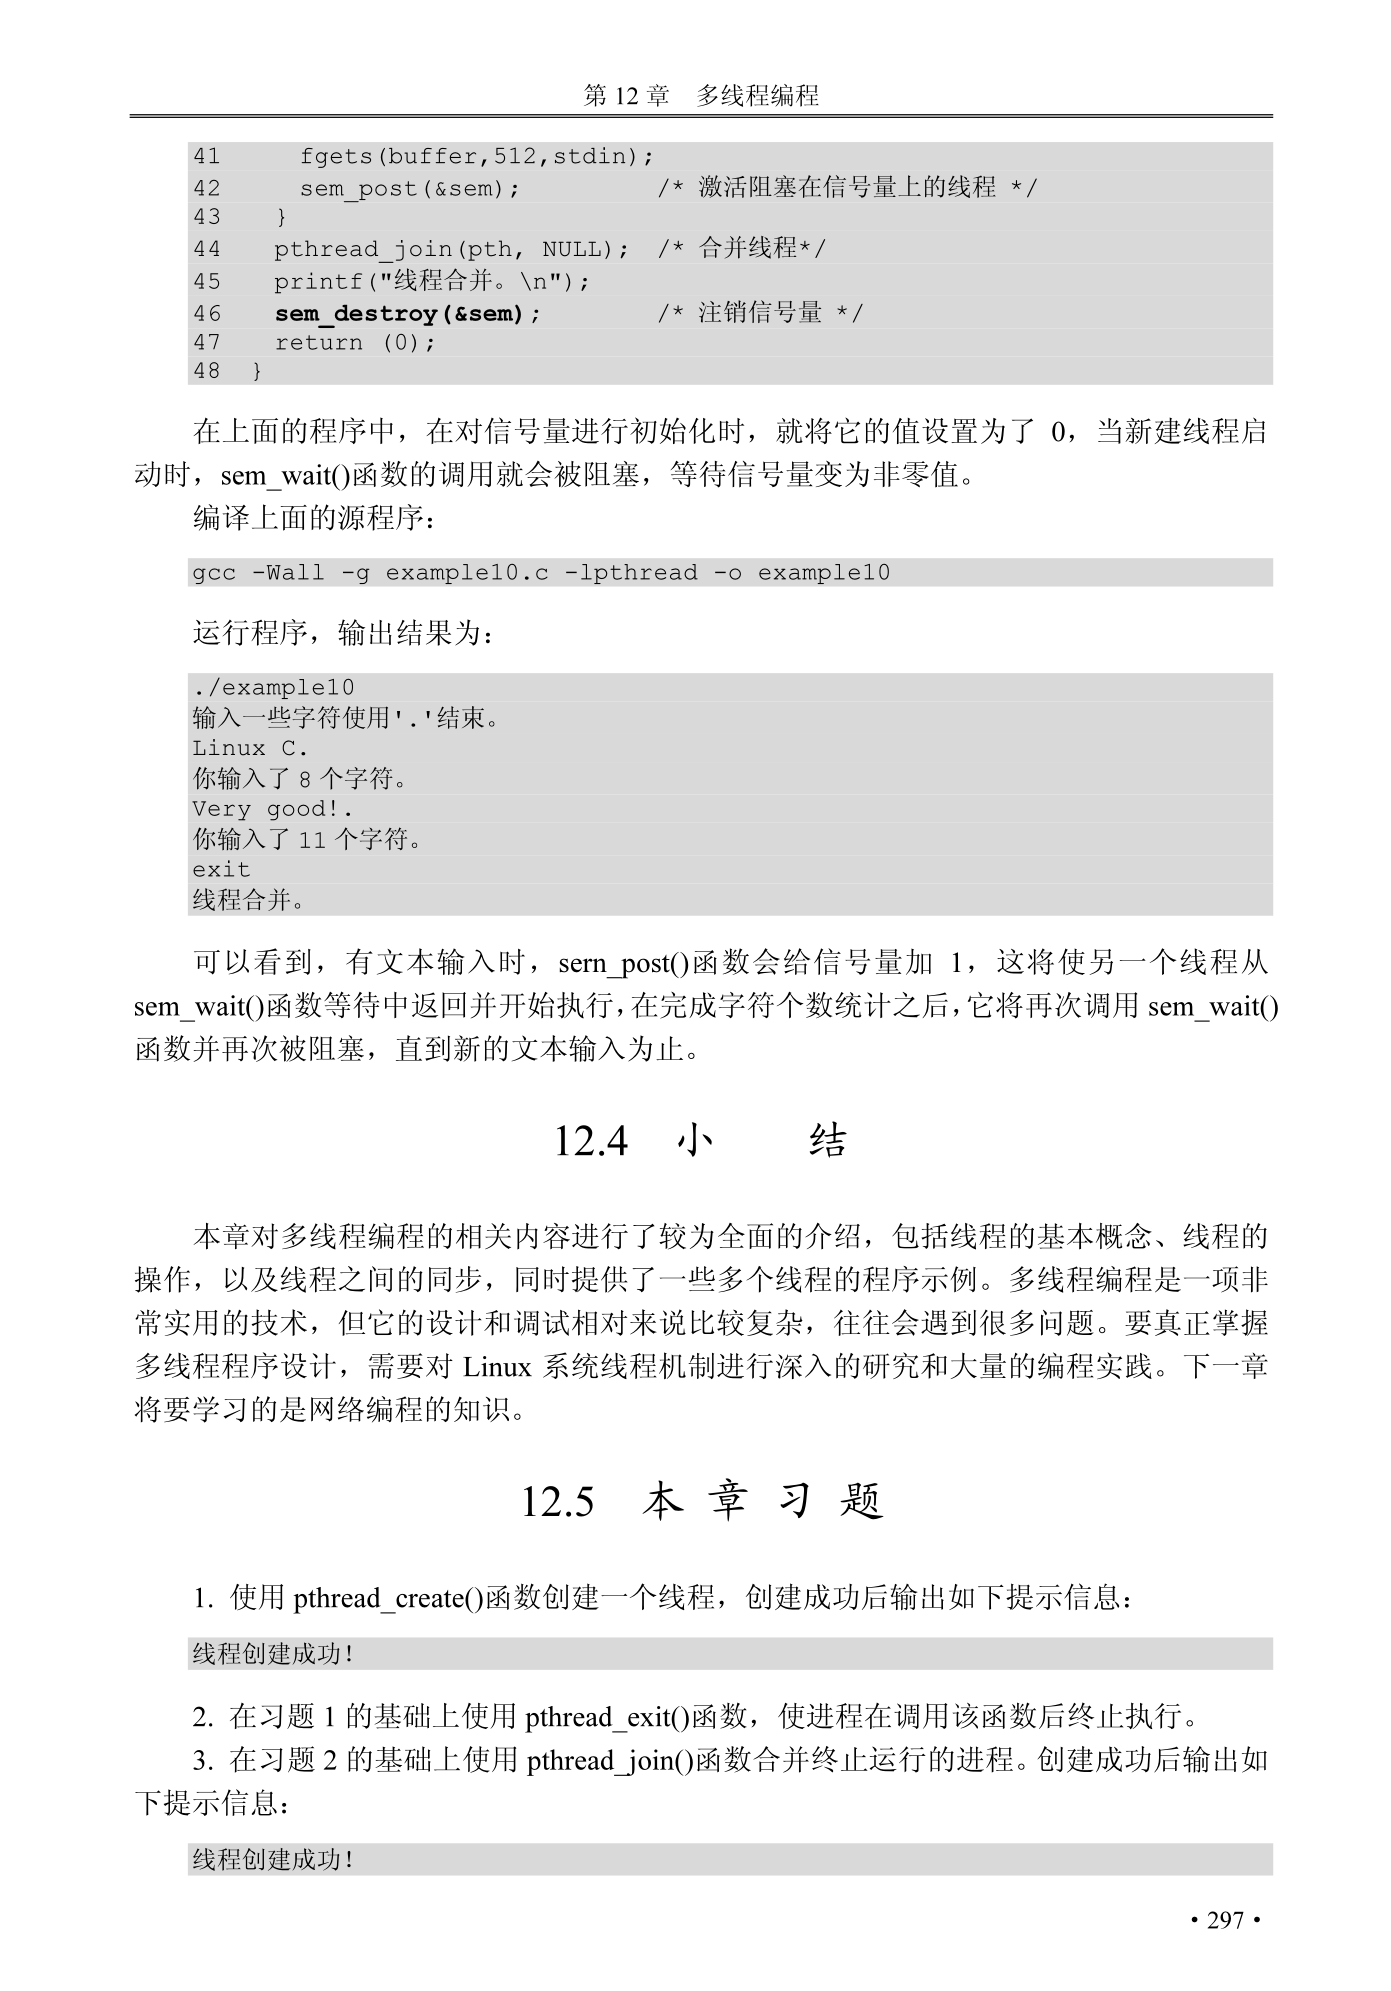 第 12 章　多线程编程
41     fgets(buffer,512,stdin);
42     sem_post(&sem);         /* 激活阻塞在信号量上的线程 */
43   }
44   pthread_join(pth, NULL);  /* 合并线程*/
45   printf("线程合并。\n");
46   sem_destroy(&sem);        /* 注销信号量 */
47   return (0);
48 }
在上面的程序中，在对信号量进行初始化时，就将它的值设置为了 0，当新建线程启
动时，sem_wait()函数的调用就会被阻塞，等待信号量变为非零值。
编译上面的源程序：
gcc -Wall -g example10.c -lpthread -o example10
运行程序，输出结果为：
./example10
输入一些字符使用'.'结束。
Linux C.
你输入了 8 个字符。
Very good!.
你输入了 11 个字符。
exit
线程合并。
可以看到，有文本输入时，sern_post()函数会给信号量加 1，这将使另一个线程从
sem_wait()函数等待中返回并开始执行，在完成字符个数统计之后，它将再次调用 sem_wait()
函数并再次被阻塞，直到新的文本输入为止。
12.4　小　　结
本章对多线程编程的相关内容进行了较为全面的介绍，包括线程的基本概念、线程的
操作，以及线程之间的同步，同时提供了一些多个线程的程序示例。多线程编程是一项非
常实用的技术，但它的设计和调试相对来说比较复杂，往往会遇到很多问题。要真正掌握
多线程程序设计，需要对 Linux 系统线程机制进行深入的研究和大量的编程实践。下一章
将要学习的是网络编程的知识。
12.5　本 章 习 题
1. 使用 pthread_create()函数创建一个线程，创建成功后输出如下提示信息：
线程创建成功！
2. 在习题 1 的基础上使用 pthread_exit()函数，使进程在调用该函数后终止执行。
3. 在习题 2 的基础上使用 pthread_join()函数合并终止运行的进程。创建成功后输出如
下提示信息：
线程创建成功！
• 297 •